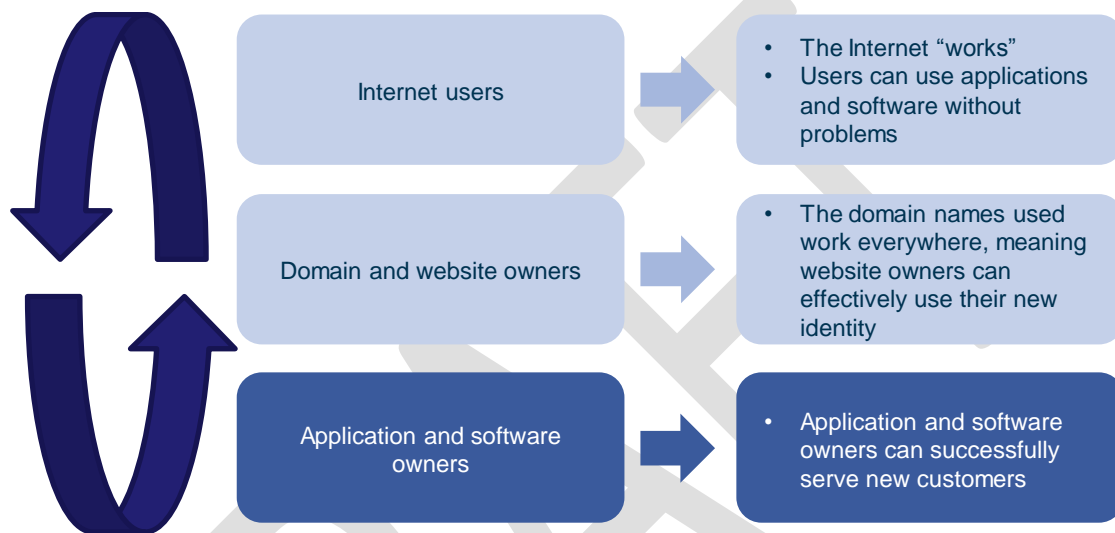 Internet users
• The Internet “works”
• Users can use applications
and software without
problems
Domain and website owners
• The domain names used
work everywhere, meaning
website owners can
effectively use their new
identity
Application and software
owners
• Application and software
owners can successfully
serve new customers